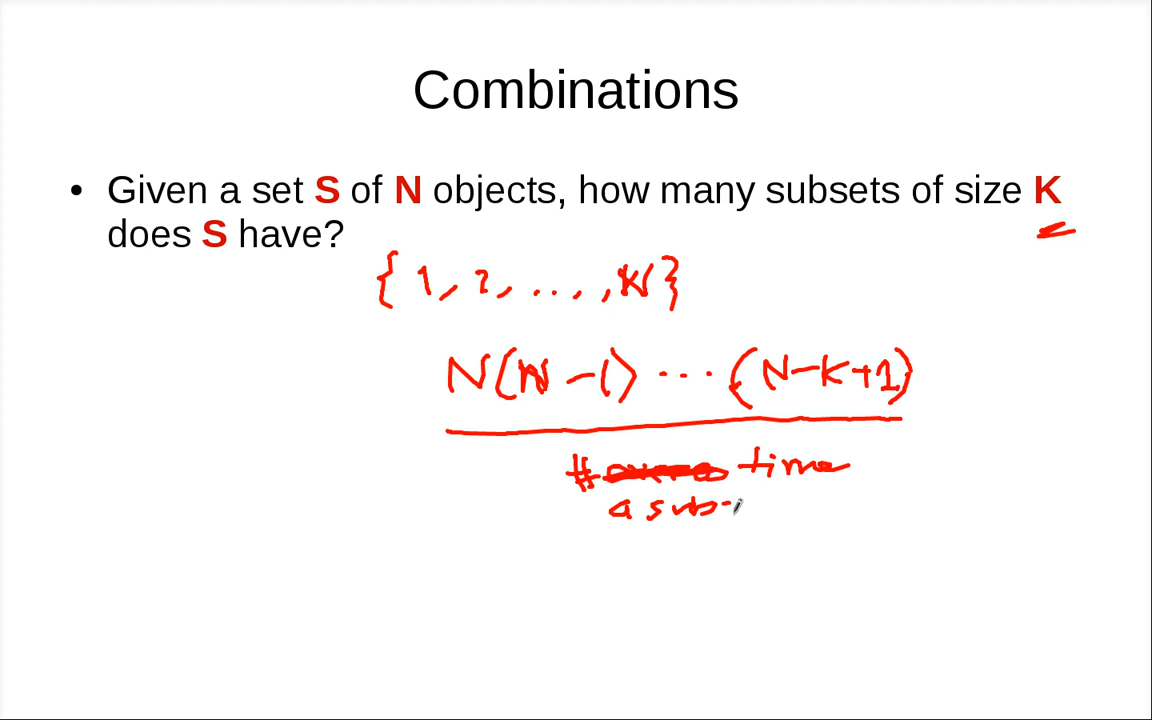 Combinations
• Given a set S of N objects, how many subsets of size K
does S have?
{ 1, 2, ..., N }
N(N-1) ... (N-K+1)
# time
a sub-